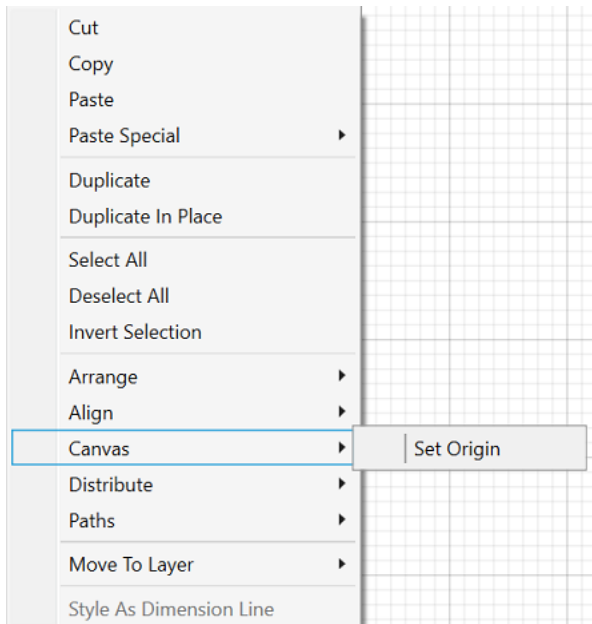 Cut
Copy
Paste
Paste Special
Duplicate
Duplicate In Place
Select All
Deselect All
Invert Selection
Arrange
Align
Canvas
Set Origin
Distribute
Paths
Move To Layer
Style As Dimension Line